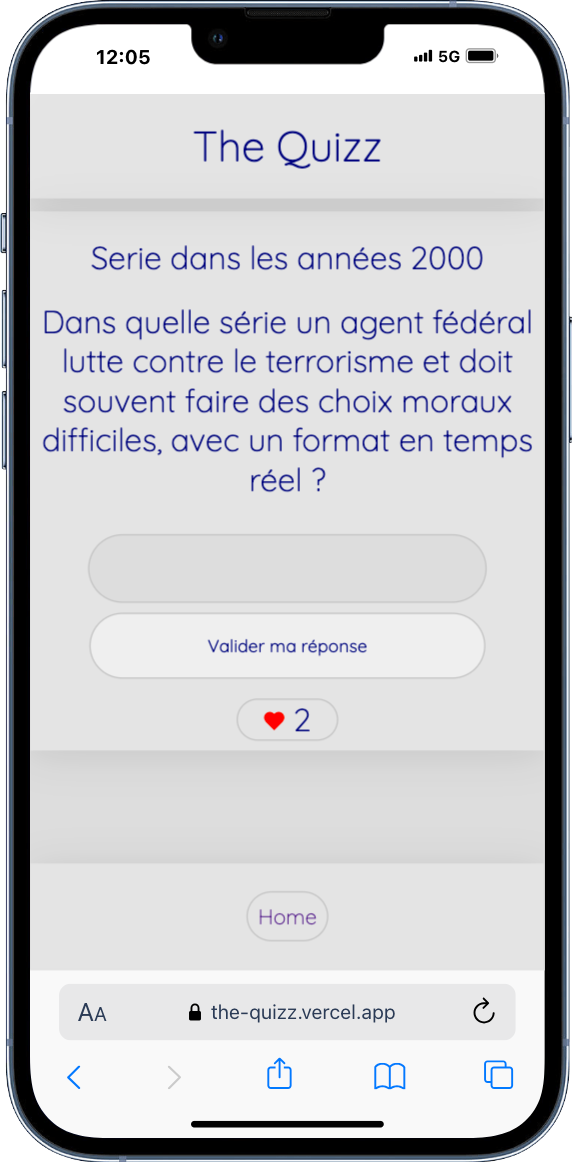 12:05
5G
The Quizz
Serie dans les années 2000
Dans quelle série un agent fédéral
lutte contre le terrorisme et doit
souvent faire des choix moraux
difficiles, avec un format en temps
réel ?
Valider ma réponse
2
Home
AA
the-quizz.vercel.app